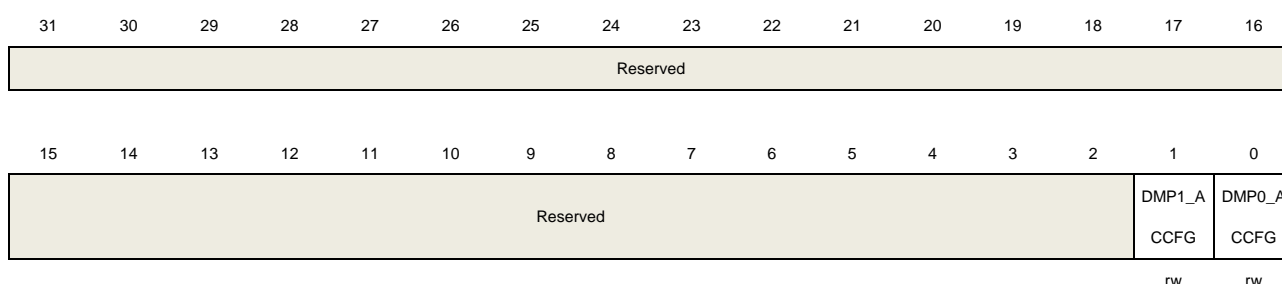 31 30 29 28 27 26 25 24 23 22 21 20 19 18 17 16
Reserved
15 14 13 12 11 10 9 8 7 6 5 4 3 2 1 0
Reserved
DMP1_A DMP0_A
CCFG CCFG
rw rw